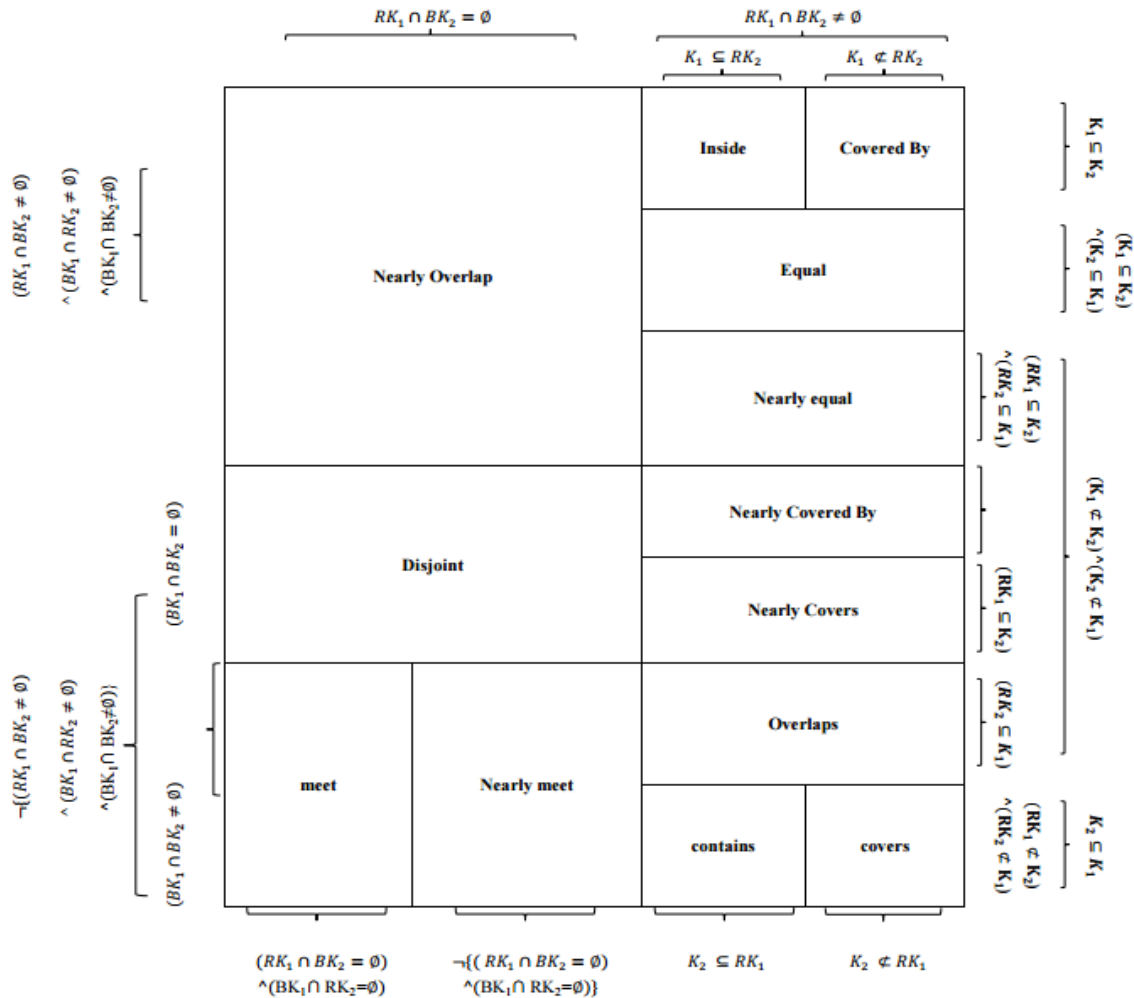 RK₁ ∩ BK₂ = ∅
RK₁ ∩ BK₂ ≠ ∅
K₁ ⊆ RK₂
K₁ ⊄ RK₂
Inside
Covered By
K₁ ⊆ K₂
(RK₁ ∩ BK₂ ≠ ∅)
^ (BK₁ ∩ RK₂ ≠ ∅)
^(BK₁∩ BK₂≠∅)
Nearly Overlap
Equal
(K₁ ⊆ K₂)
^(K₂ ⊆ K₁)
Nearly equal
(RK₁ ⊆ K₂)
^(RK₂ ⊆ K₁)
(BK₁ ∩ BK₂ = ∅)
Disjoint
Nearly Covered By
(K₁ ⊄ K₂)^(K₂ ⊄ K₁)
Nearly Covers
(RK₁ ⊆ K₂)
¬{(RK₁ ∩ BK₂ ≠ ∅)
^ (BK₁ ∩ RK₂ ≠ ∅)
^(BK₁∩ BK₂≠∅)}
(BK₁ ∩ BK₂ ≠ ∅)
meet
Nearly meet
Overlaps
(RK₂ ⊆ K₁)
contains
covers
(RK₁ ⊄ K₂)
^(RK₂ ⊄ K₁)
K₂ ⊆ K₁
(RK₁ ∩ BK₂ = ∅)
^(BK₁∩ RK₂=∅)
¬{( RK₁ ∩ BK₂ = ∅)
^(BK₁∩ RK₂=∅)}
K₂ ⊆ RK₁
K₂ ⊄ RK₁